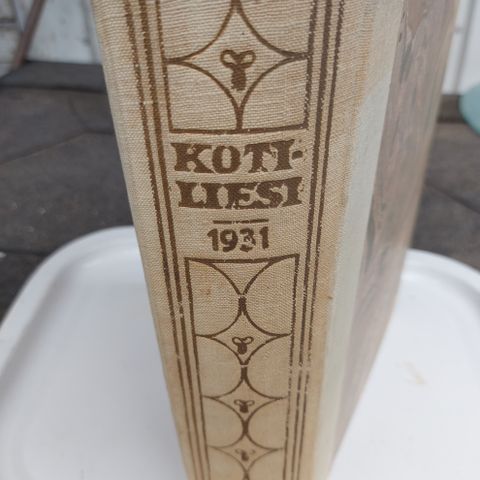 KOTI-
LIESI
1931